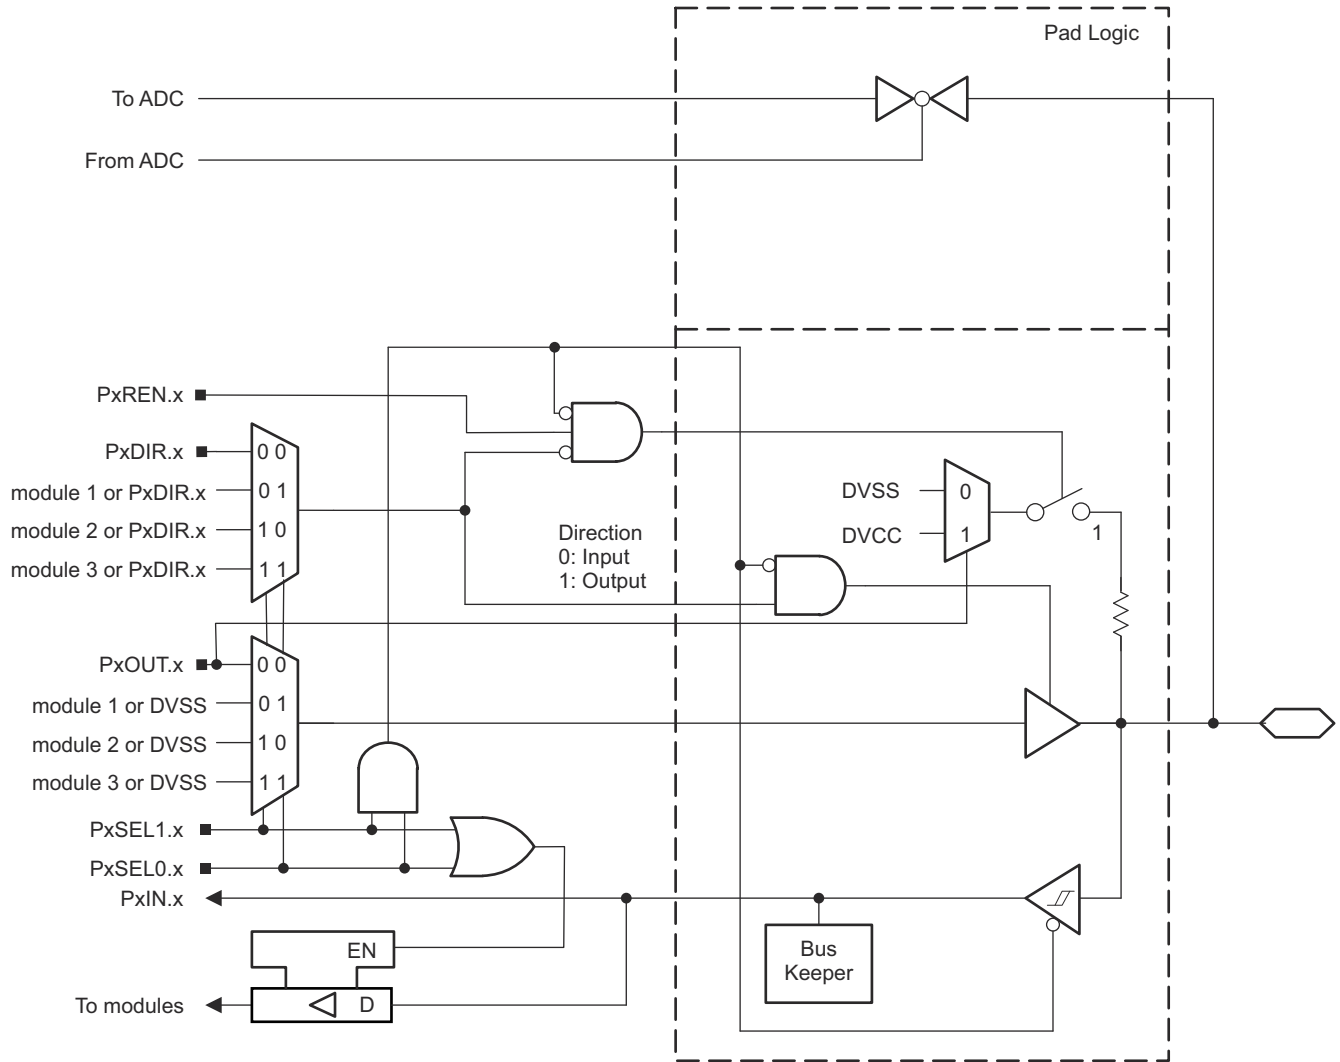 Pad Logic
To ADC
From ADC
PxREN.x
PxDIR.x
0 0
module 1 or PxDIR.x
0 1
module 2 or PxDIR.x
1 0
module 3 or PxDIR.x
1 1
Direction
0: Input
1: Output
DVSS
0
DVCC
1
1
PxOUT.x
0 0
module 1 or DVSS
0 1
module 2 or DVSS
1 0
module 3 or DVSS
1 1
PxSEL1.x
PxSEL0.x
PxIN.x
EN
Bus
Keeper
To modules
D